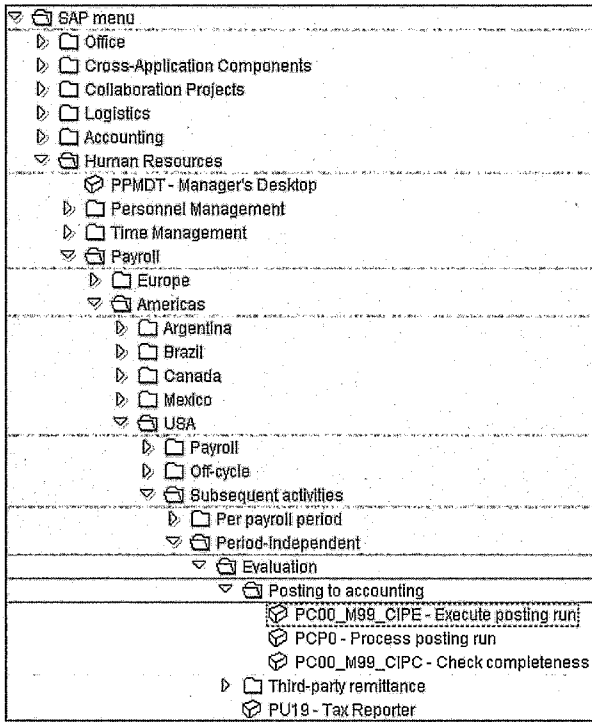 SAP menu
Office
Cross-Application Components
Collaboration Projects
Logistics
Accounting
Human Resources
PPMDT - Manager's Desktop
Personnel Management
Time Management
Payroll
Europe
Americas
Argentina
Brazil
Canada
Mexico
USA
Payroll
Off-cycle
Subsequent activities
Per payroll period
Period-independent
Evaluation
Posting to accounting
PC00_M99_CIPE - Execute posting run
PCP0 - Process posting run
PC00_M99_CIPC - Check completeness
Third-party remittance
PU19 - Tax Reporter